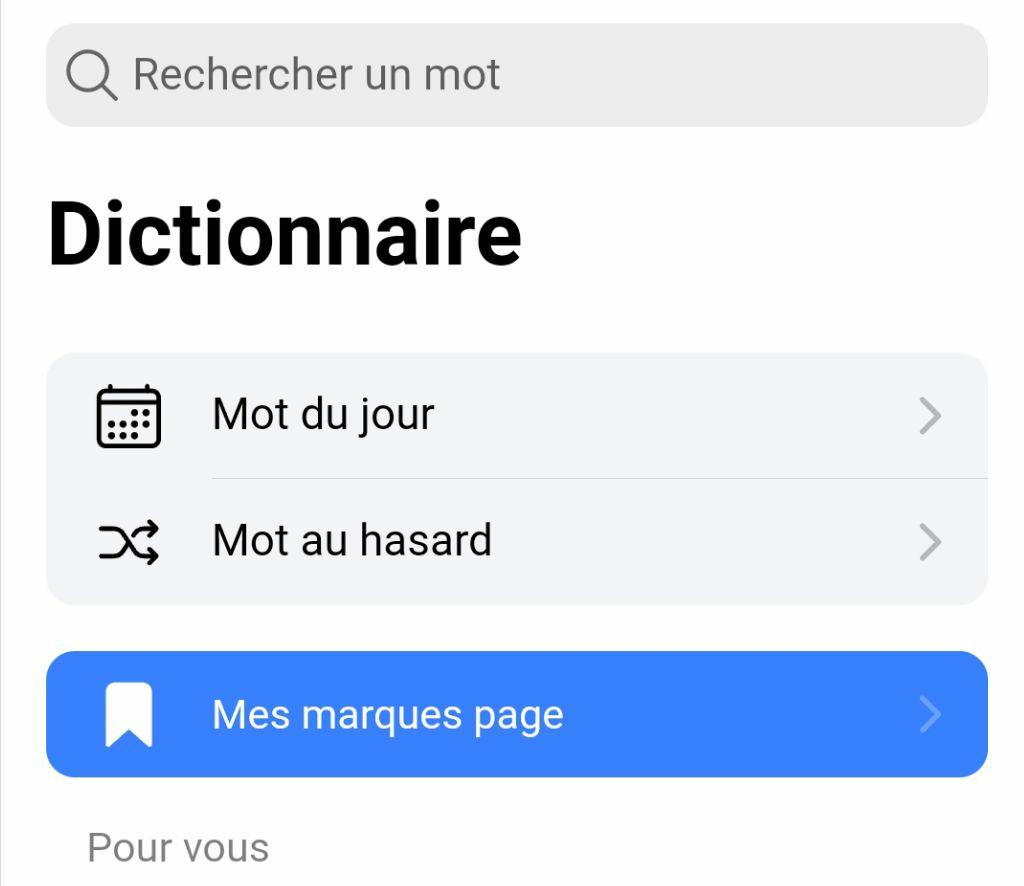 Rechercher un mot
Dictionnaire
Mot du jour
Mot au hasard
Mes marques page
Pour vous